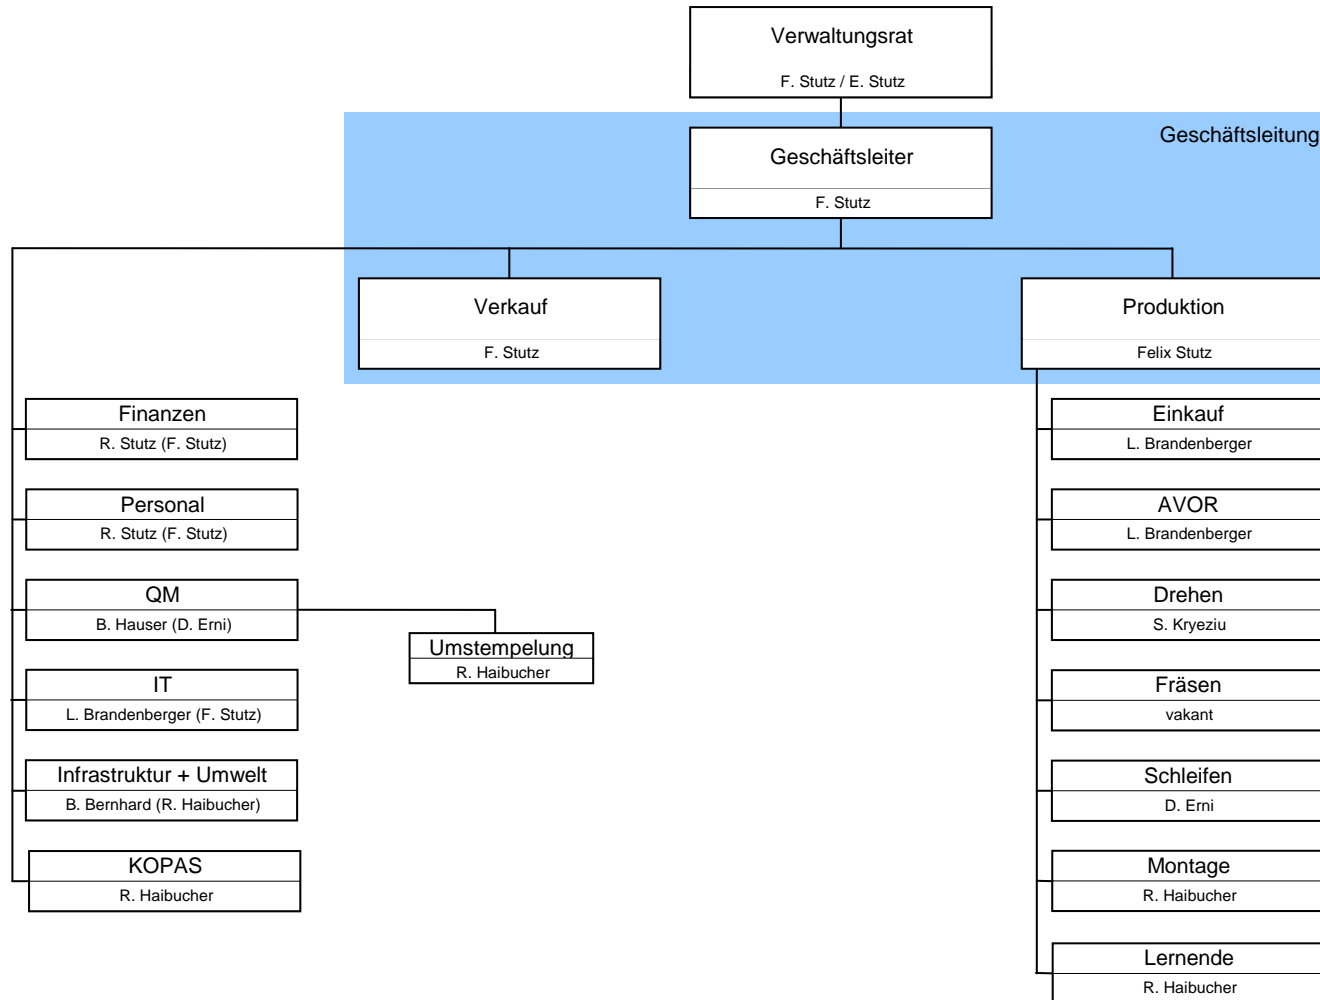 Verwaltungsrat
F. Stutz / E. Stutz
Geschäftsleitung
Geschäftsleiter
F. Stutz
Verkauf
F. Stutz
Produktion
Felix Stutz
Finanzen
R. Stutz (F. Stutz)
Personal
R. Stutz (F. Stutz)
QM
B. Hauser (D. Erni)
Umstempelung
R. Haibucher
IT
L. Brandenberger (F. Stutz)
Infrastruktur + Umwelt
B. Bernhard (R. Haibucher)
KOPAS
R. Haibucher
Einkauf
L. Brandenberger
AVOR
L. Brandenberger
Drehen
S. Kryeziu
Fräsen
vakant
Schleifen
D. Erni
Montage
R. Haibucher
Lernende
R. Haibucher